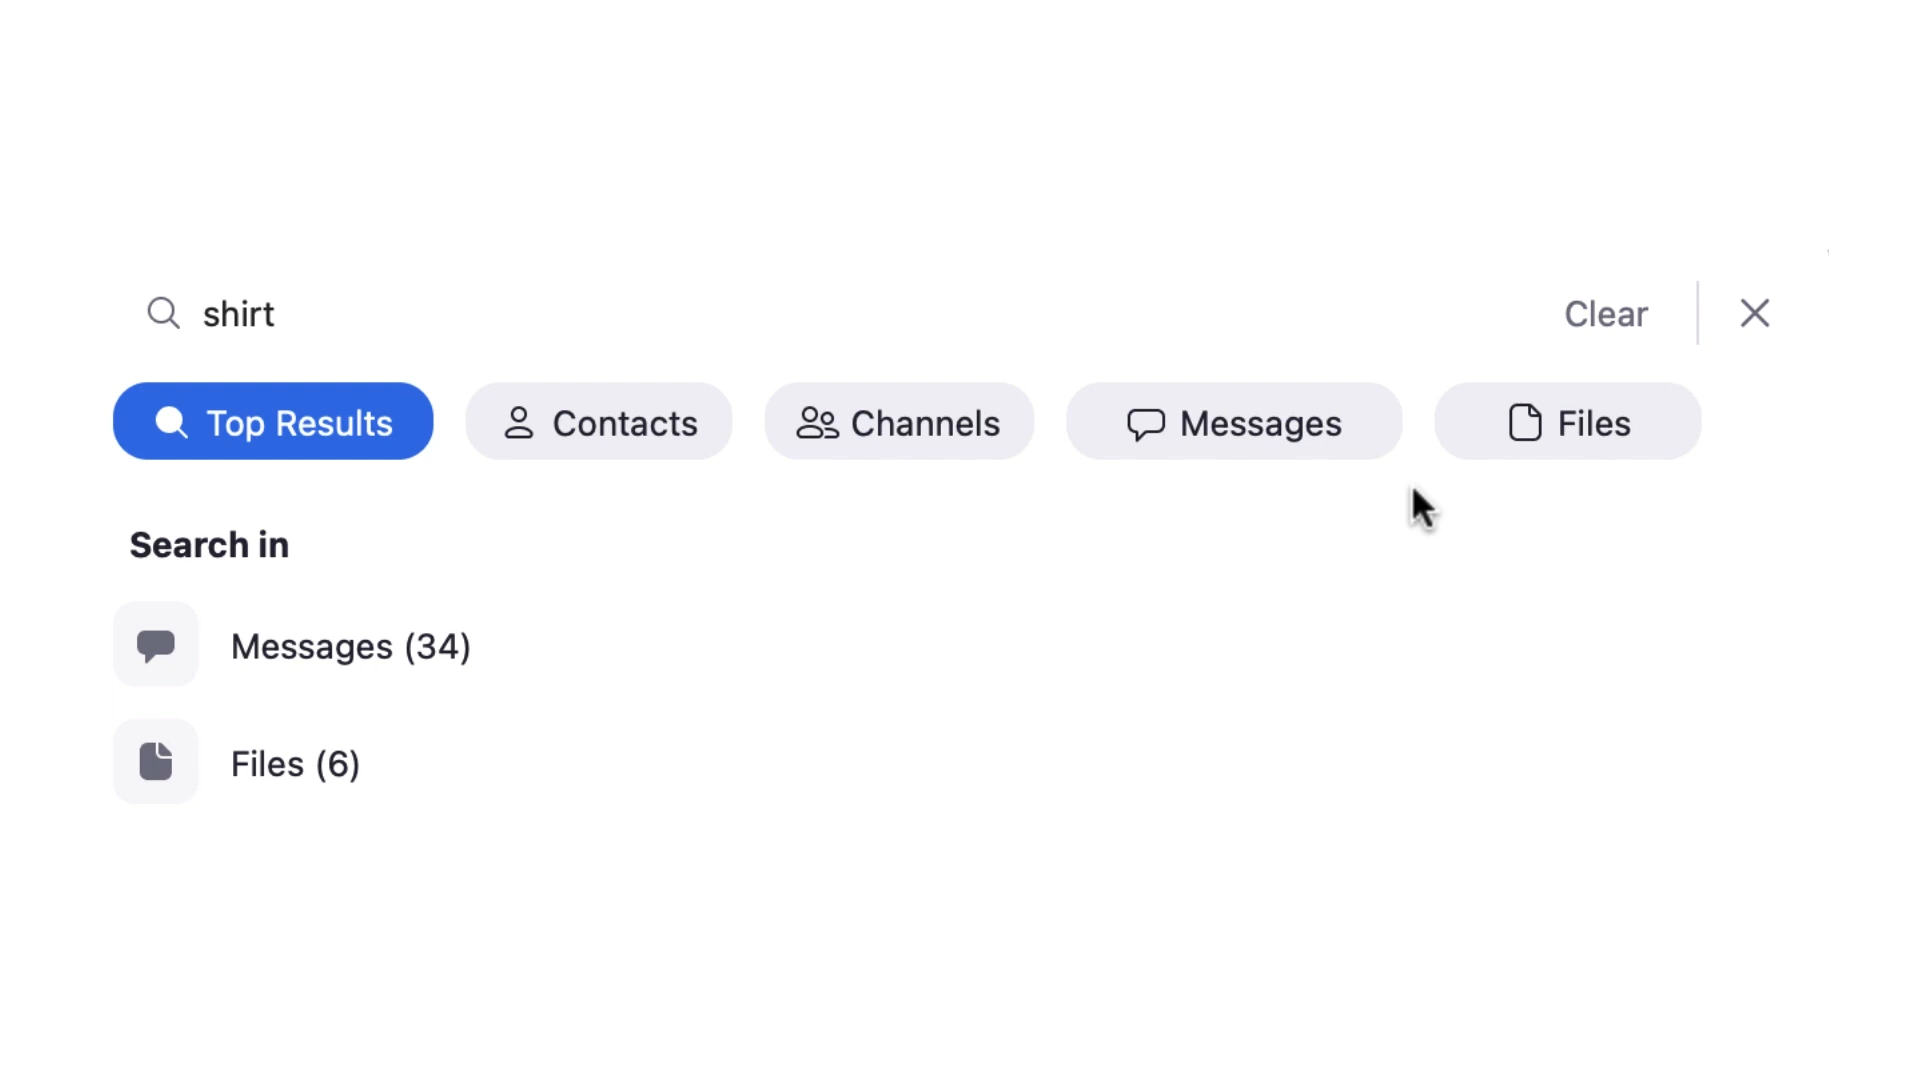 shirt Clear
Top Results Contacts Channels Messages Files
Search in
Messages (34)
Files (6)